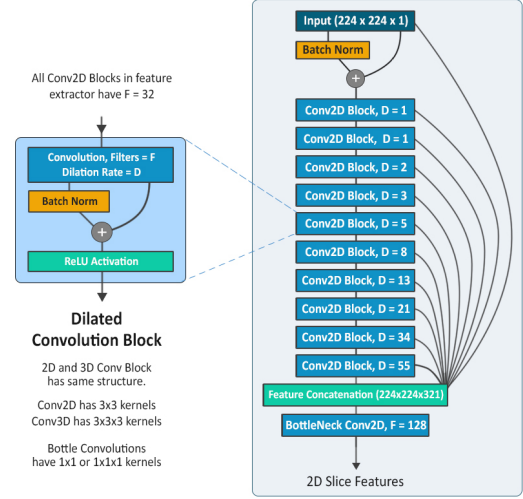 All Conv2D Blocks in feature
extractor have F = 32
Convolution, Filters = F
Dilation Rate = D
Batch Norm
+
ReLU Activation
Dilated
Convolution Block
2D and 3D Conv Block
has same structure.
Conv2D has 3x3 kernels
Conv3D has 3x3x3 kernels
Bottle Convolutions
have 1x1 or 1x1x1 kernels
Input (224 x 224 x 1)
Batch Norm
+
Conv2D Block, D = 1
Conv2D Block, D = 1
Conv2D Block, D = 2
Conv2D Block, D = 3
Conv2D Block, D = 5
Conv2D Block, D = 8
Conv2D Block, D = 13
Conv2D Block, D = 21
Conv2D Block, D = 34
Conv2D Block, D = 55
Feature Concatenation (224x224x321)
BottleNeck Conv2D, F = 128
2D Slice Features